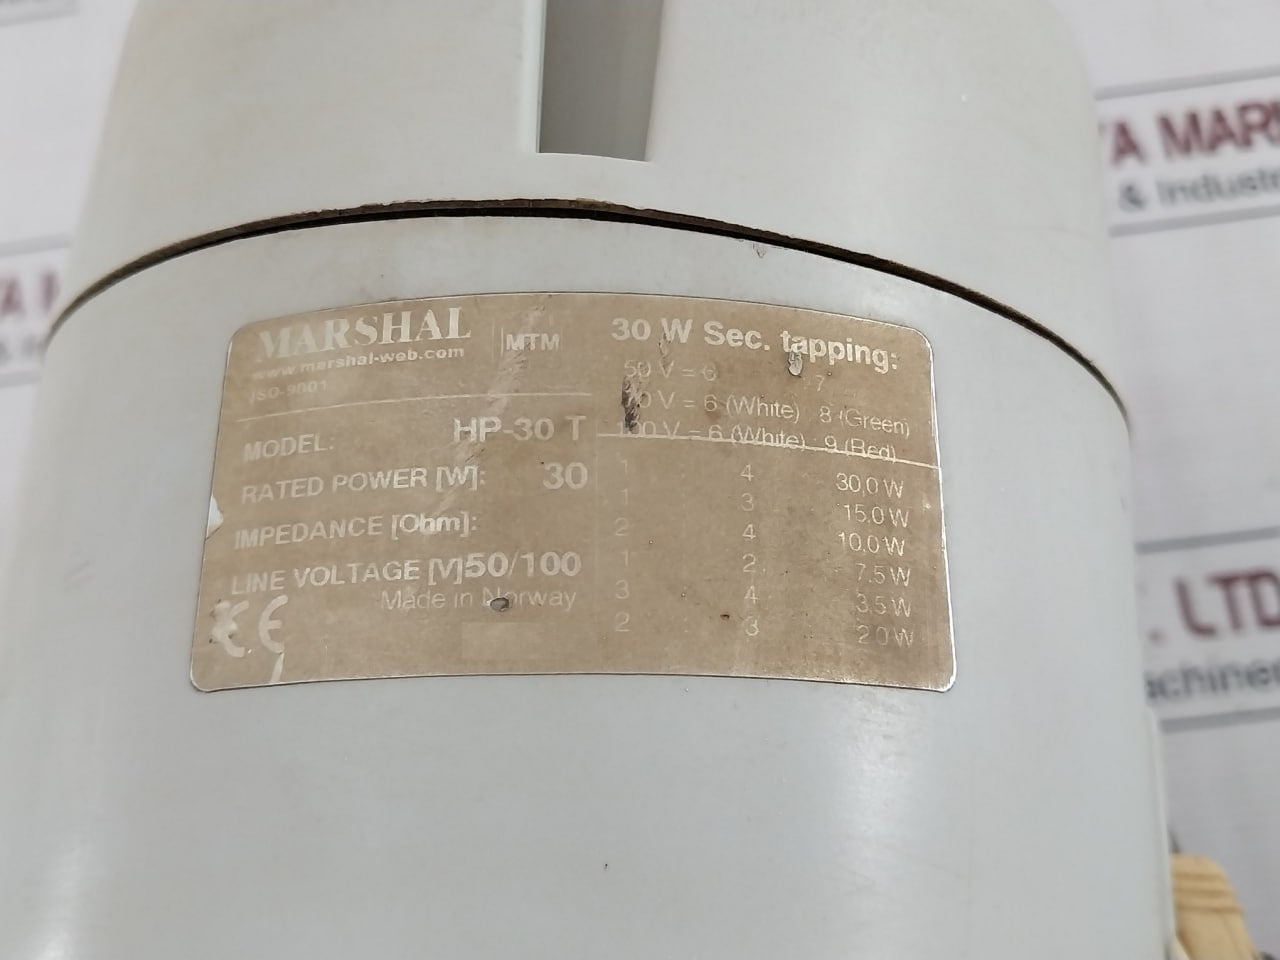 MARSHAL
www.marshal-web.com
ISO-9001
MTM
MODEL: HP-30 T
RATED POWER [W]: 30
IMPEDANCE [Ohm]:
LINE VOLTAGE [V]50/100
Made in Norway
CE
30 W Sec. tapping:
50 V = 6 7
70 V = 6 (White) 8 (Green)
100 V = 6 (White) 9 (Red)
1 4 30,0 W
1 3 15.0 W
2 4 10.0 W
1 2 7.5 W
3 4 3.5 W
2 3 2.0 W
& Industri
LTD